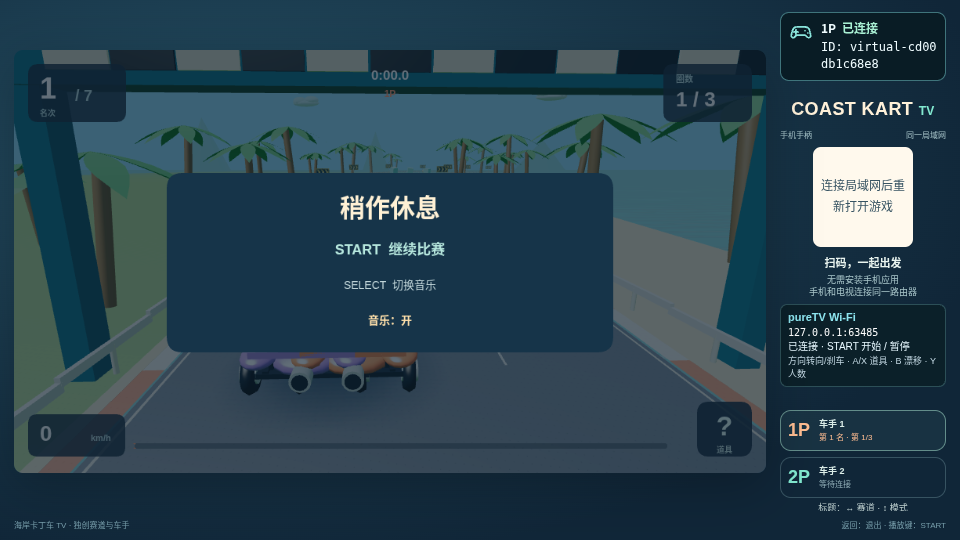 1 / 7
名次
0:00.0
1P
圈数
1 / 3
稍作休息
START 继续比赛
SELECT 切换音乐
音乐：开
0 km/h
?
道具
海岸卡丁车 TV · 独创赛道与车手
1P 已连接
ID: virtual-cd00
db1c68e8
COAST KART TV
手机手柄 同一局域网
连接局域网后重
新打开游戏
扫码，一起出发
无需安装手机应用
手机和电视连接同一路由器
pureTV Wi-Fi
127.0.0.1:63485
已连接 · START 开始 / 暂停
方向转向/刹车 · A/X 道具 · B 漂移 · Y
人数
1P 车手 1
第 1 名 · 第 1/3
2P 车手 2
等待连接
标题：↔ 赛道 · ↕ 模式
返回：退出 · 播放键：START